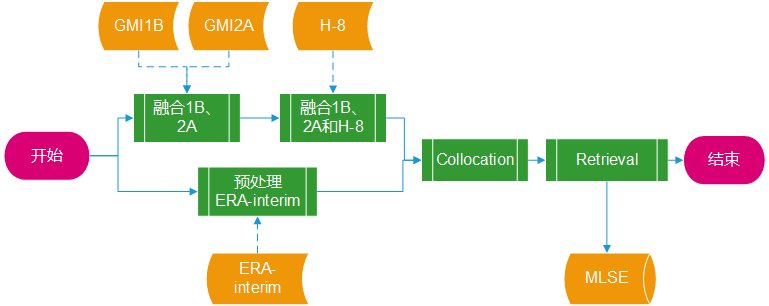 GMI1B
GMI2A
H-8
融合1B、
2A
融合1B、
2A和H-8
开始
预处理
ERA-interim
Collocation
Retrieval
结束
ERA-
interim
MLSE